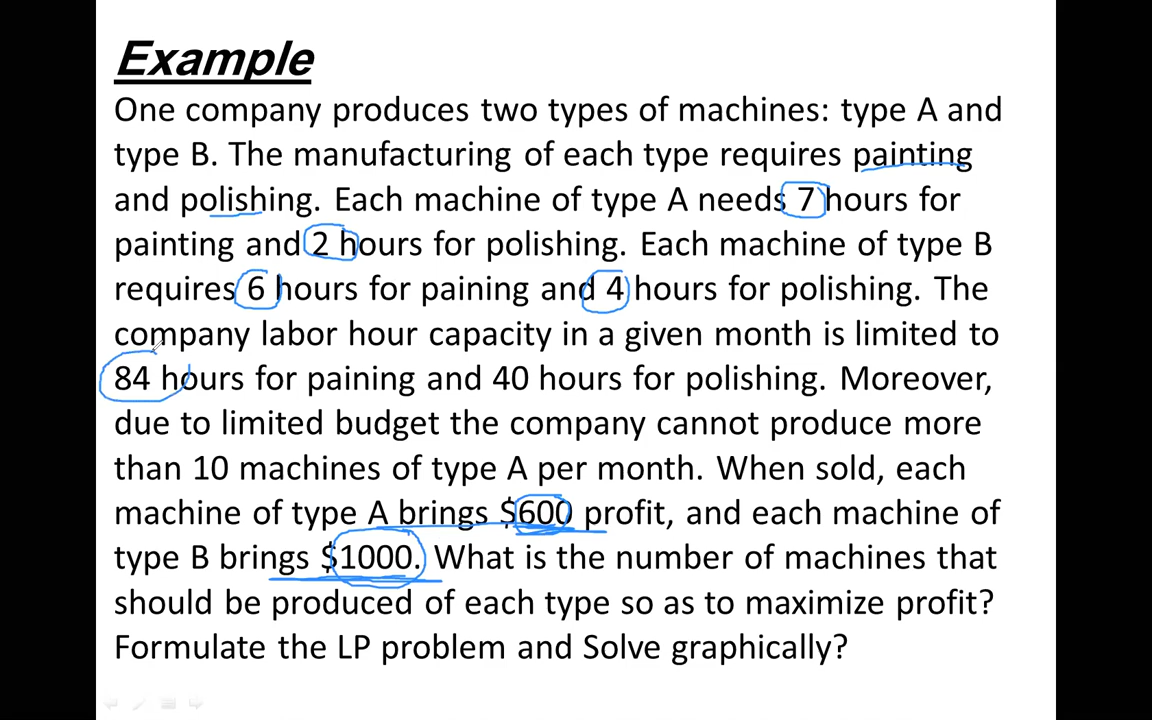 Example
One company produces two types of machines: type A and
type B. The manufacturing of each type requires painting
and polishing. Each machine of type A needs 7 hours for
painting and 2 hours for polishing. Each machine of type B
requires 6 hours for paining and 4 hours for polishing. The
company labor hour capacity in a given month is limited to
84 hours for paining and 40 hours for polishing. Moreover,
due to limited budget the company cannot produce more
than 10 machines of type A per month. When sold, each
machine of type A brings $600 profit, and each machine of
type B brings $1000. What is the number of machines that
should be produced of each type so as to maximize profit?
Formulate the LP problem and Solve graphically?